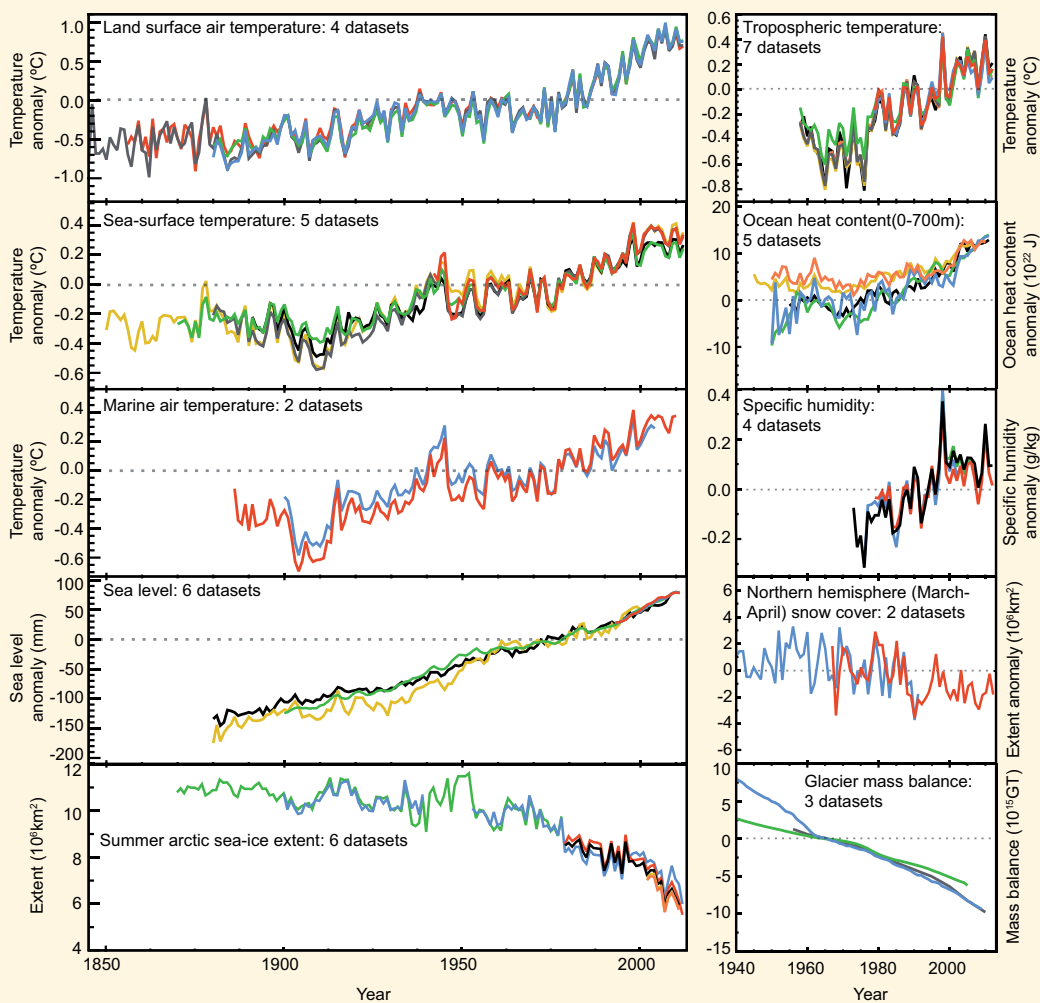 Land surface air temperature: 4 datasets
Temperature
anomaly (ºC)
1.0
0.5
0.0
-0.5
-1.0
Sea-surface temperature: 5 datasets
Temperature
anomaly (ºC)
0.4
0.2
0.0
-0.2
-0.4
-0.6
Marine air temperature: 2 datasets
Temperature
anomaly (ºC)
0.4
0.2
0.0
-0.2
-0.4
-0.6
Sea level: 6 datasets
Sea level
anomaly (mm)
100
50
0
-50
-100
-150
-200
Summer arctic sea-ice extent: 6 datasets
Extent (10⁶km²)
12
10
8
6
4
1850
1900
1950
2000
Year
Tropospheric temperature:
7 datasets
Temperature
anomaly (ºC)
0.4
0.2
0.0
-0.2
-0.4
-0.6
-0.8
Ocean heat content(0-700m):
5 datasets
Ocean heat content
anomaly (10²² J)
20
10
0
-10
Specific humidity:
4 datasets
Specific humidity
anomaly (g/kg)
0.4
0.2
0.0
-0.2
Northern hemisphere (March-
April) snow cover: 2 datasets
Extent anomaly (10⁶km²)
6
4
2
0
-2
-4
-6
Glacier mass balance:
3 datasets
Mass balance (10¹⁵GT)
10
5
0
-5
-10
-15
1940
1960
1980
2000
Year